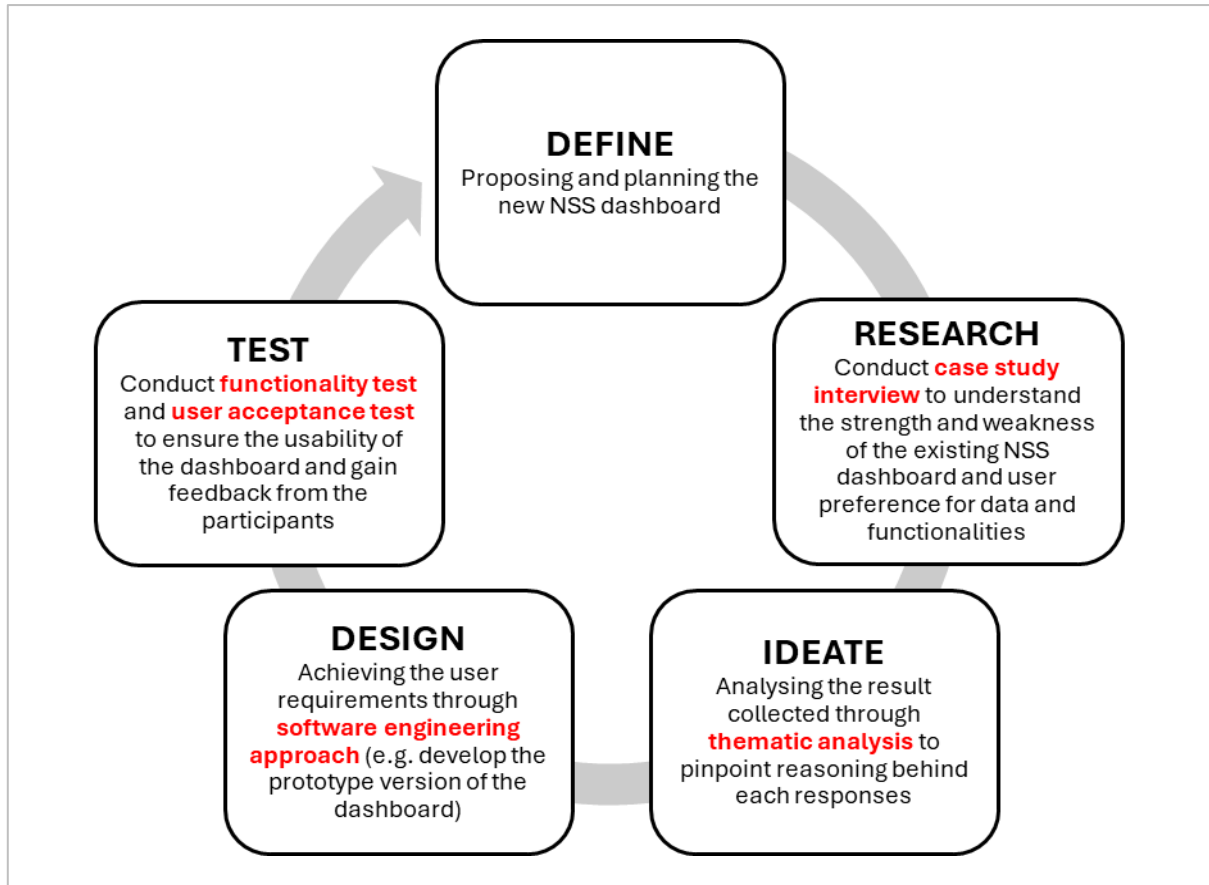 DEFINE
Proposing and planning the
new NSS dashboard
RESEARCH
Conduct case study
interview to understand
the strength and weakness
of the existing NSS
dashboard and user
preference for data and
functionalities
IDEATE
Analysing the result
collected through
thematic analysis to
pinpoint reasoning behind
each responses
DESIGN
Achieving the user
requirements through
software engineering
approach (e.g. develop the
prototype version of the
dashboard)
TEST
Conduct functionality test
and user acceptance test
to ensure the usability of
the dashboard and gain
feedback from the
participants